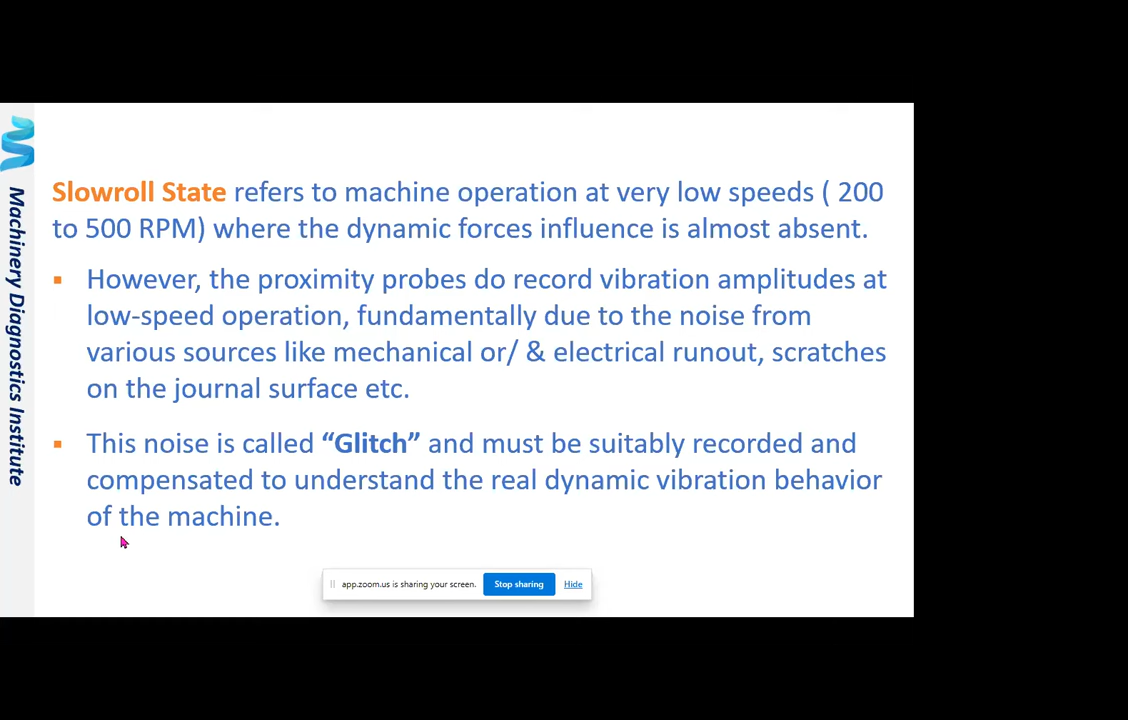 Machinery Diagnostics Institute
Slowroll State refers to machine operation at very low speeds ( 200
to 500 RPM) where the dynamic forces influence is almost absent.
▪ However, the proximity probes do record vibration amplitudes at
low-speed operation, fundamentally due to the noise from
various sources like mechanical or/ & electrical runout, scratches
on the journal surface etc.
▪ This noise is called “Glitch” and must be suitably recorded and
compensated to understand the real dynamic vibration behavior
of the machine.
app.zoom.us is sharing your screen. Stop sharing Hide